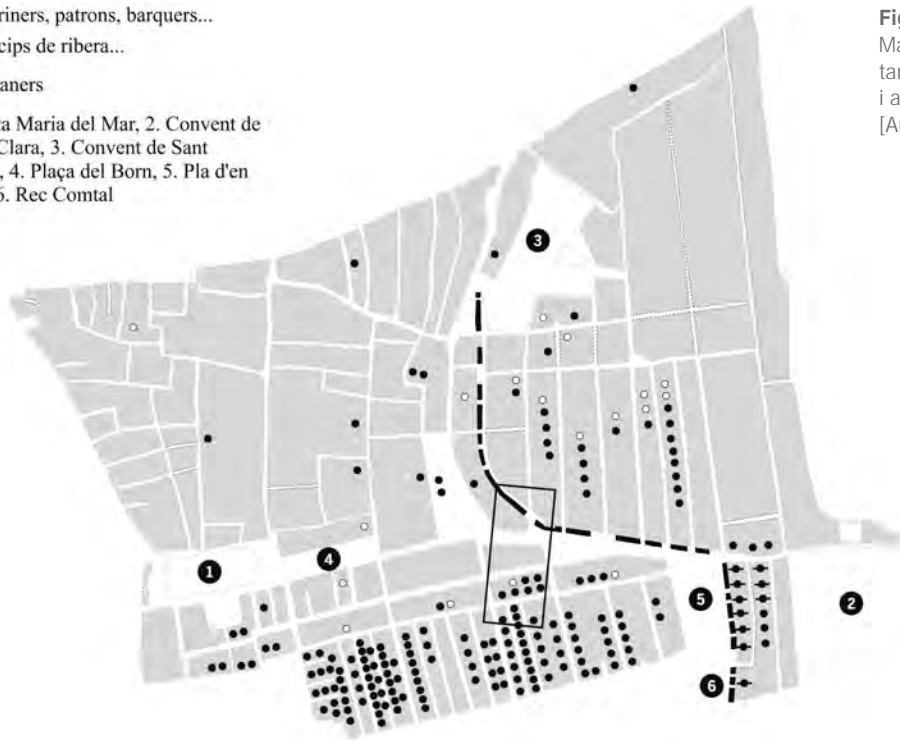 riners, patrons, barquers...
cips de ribera...
aners
ta Maria del Mar, 2. Convent de
Clara, 3. Convent de Sant
, 4. Plaça del Born, 5. Pla d'en
6. Rec Comtal
Fig
Ma
tar
i a
[Au
3
1
4
5
2
6